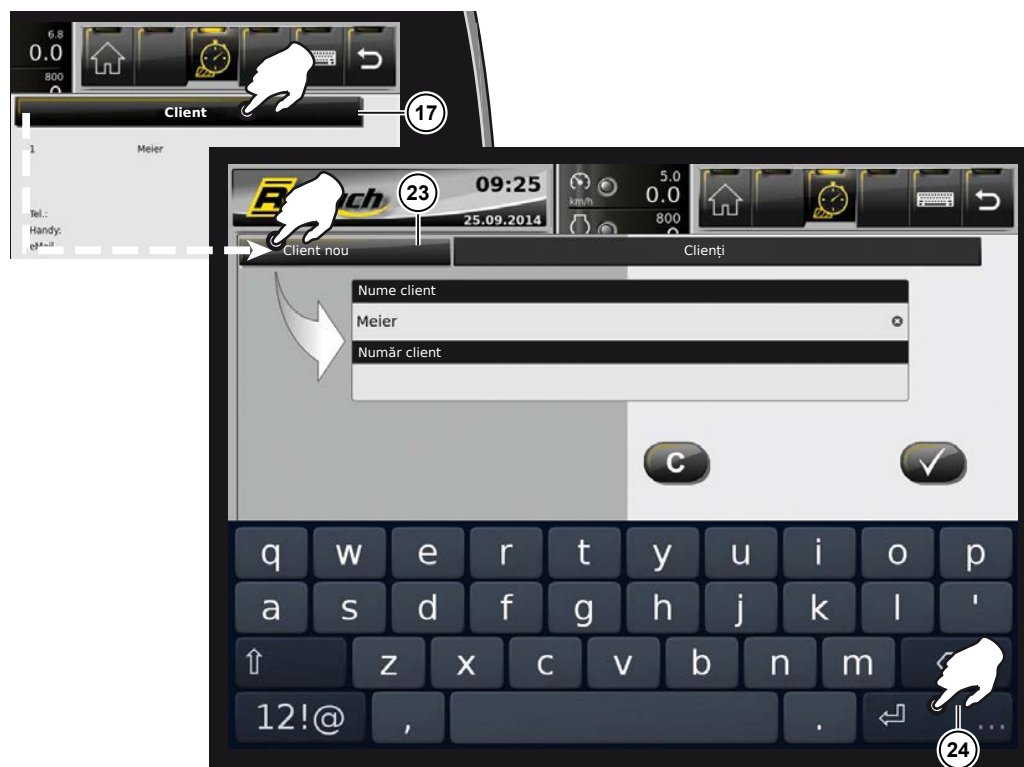 6.8
0.0
800
Client
17
1 Meier
Tel.:
Handy:
eMail
23
09:25
25.09.2014
km/h
5.0
0.0
800
Client nou
Clienți
Nume client
Meier
Număr client
C
q w e r t y u i o p
a s d f g h j k l '
z x c v b n m
12!@ , . ...
24